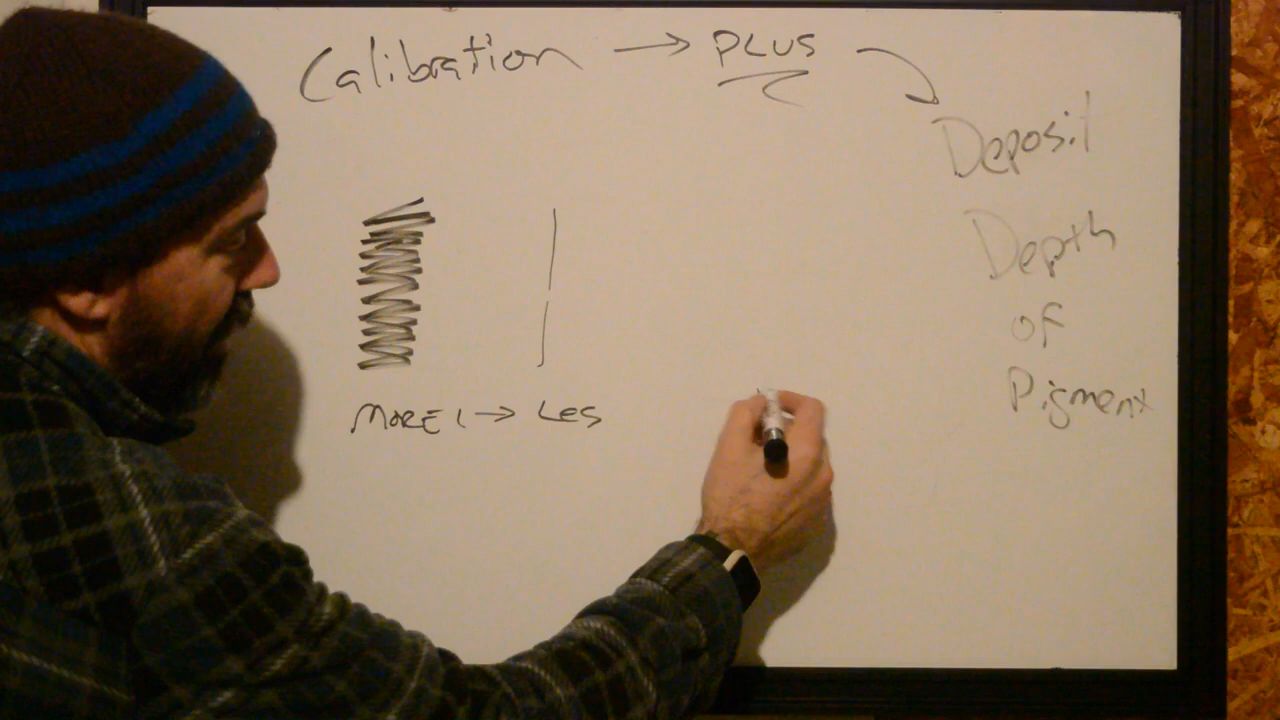 Calibration → PLUS
Deposit
Depth
of
Pigment
MORE → LES